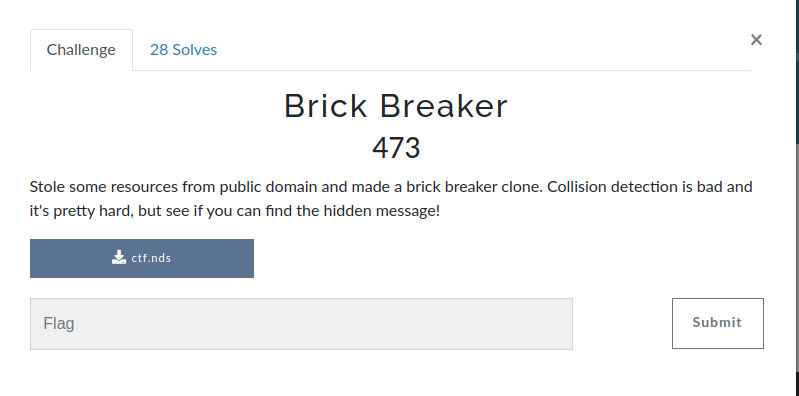 Challenge
28 Solves
×
Brick Breaker
473
Stole some resources from public domain and made a brick breaker clone. Collision detection is bad and
it's pretty hard, but see if you can find the hidden message!
ctf.nds
Flag
Submit